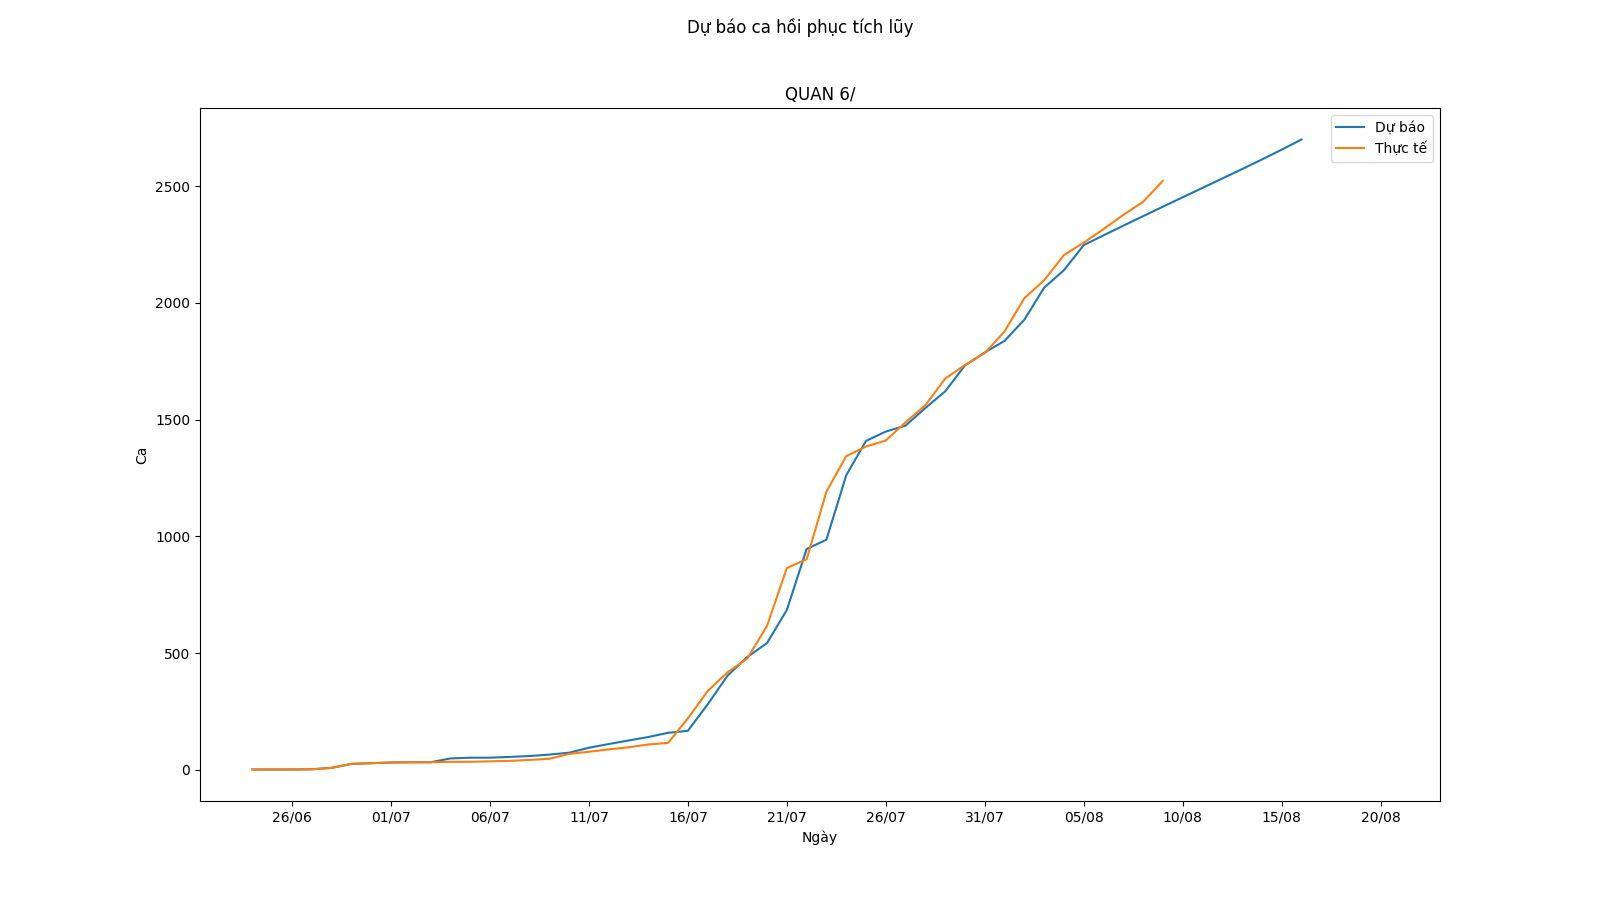 Dự báo ca hồi phục tích lũy
QUAN 6/
Dự báo
Thực tế
2500
2000
1500
1000
500
0
Ca
26/06 01/07 06/07 11/07 16/07 21/07 26/07 31/07 05/08 10/08 15/08 20/08
Ngày